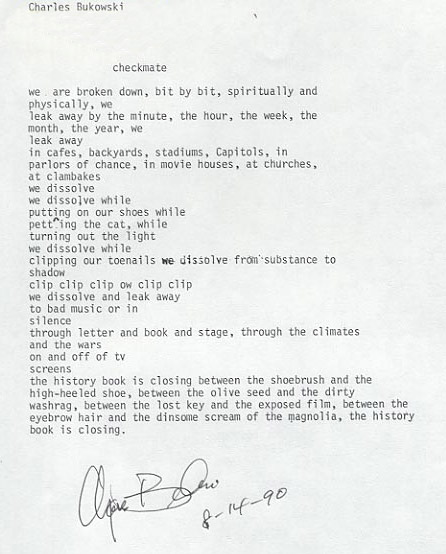 Charles Bukowski
checkmate
we are broken down, bit by bit, spiritually and
physically, we
leak away by the minute, the hour, the week, the
month, the year, we
leak away
in cafes, backyards, stadiums, Capitols, in
parlors of chance, in movie houses, at churches,
at clambakes
we dissolve
we dissolve while
putting on our shoes while
pett^ing the cat, while
turning out the light
we dissolve while
clipping our toenails we dissolve from substance to
shadow
clip clip clip ow clip clip
we dissolve and leak away
to bad music or in
silence
through letter and book and stage, through the climates
and the wars
on and off of tv
screens
the history book is closing between the shoebrush and the
high-heeled shoe, between the olive seed and the dirty
washrag, between the lost key and the exposed film, between the
eyebrow hair and the dinsome scream of the magnolia, the history
book is closing.
8-14-90